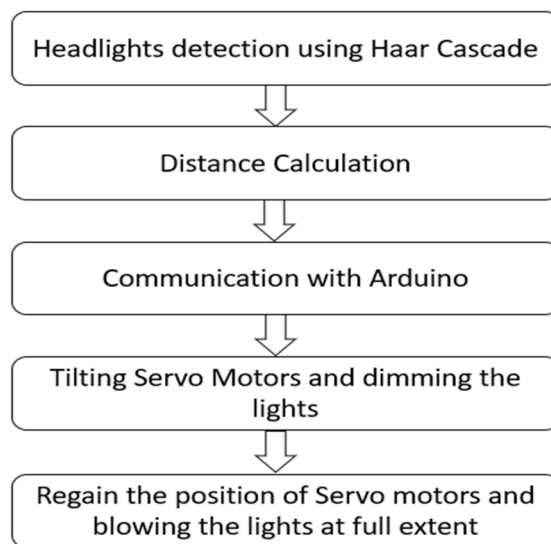 Headlights detection using Haar Cascade
Distance Calculation
Communication with Arduino
Tilting Servo Motors and dimming the
lights
Regain the position of Servo motors and
blowing the lights at full extent